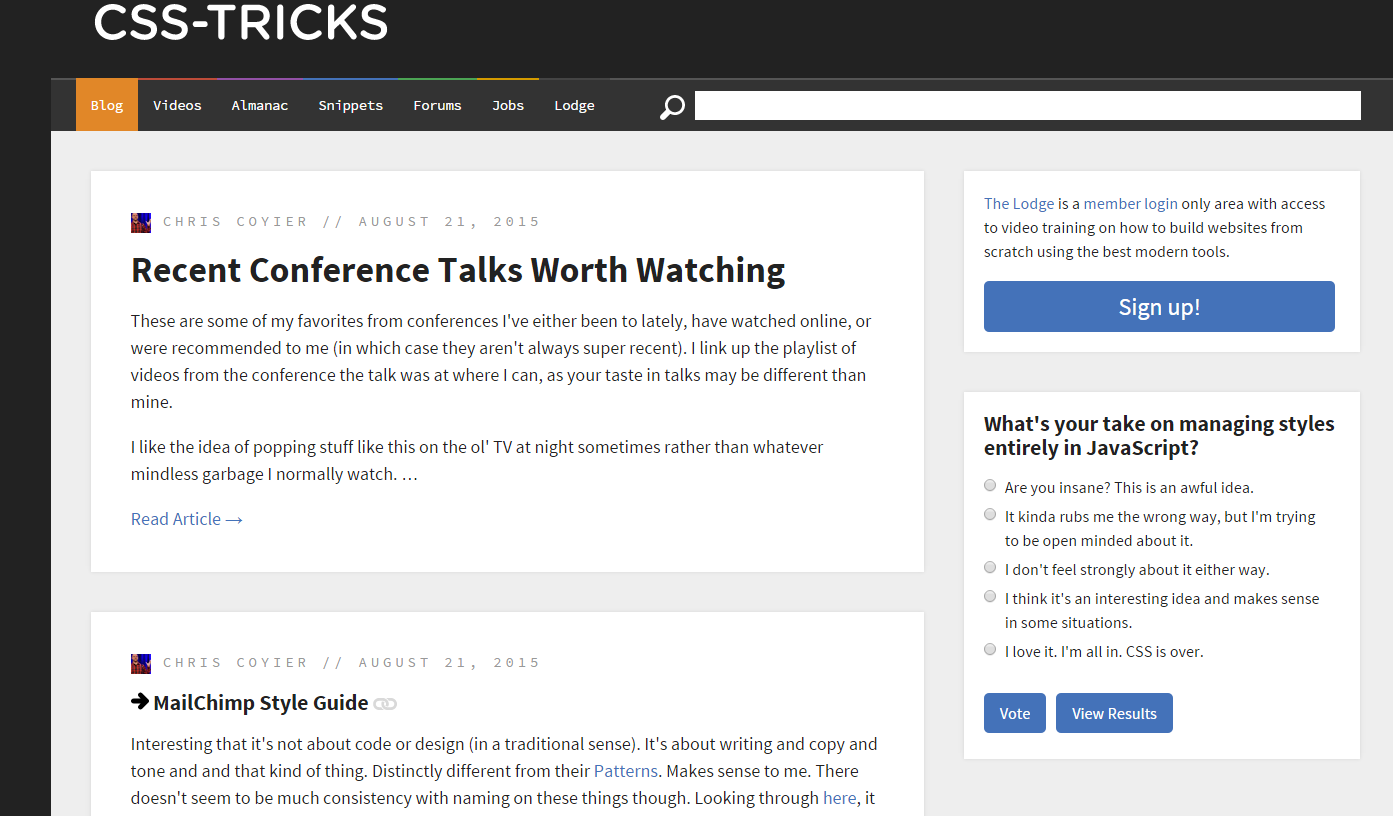 CSS-TRICKS
Blog Videos Almanac Snippets Forums Jobs Lodge
CHRIS COYIER // AUGUST 21, 2015
Recent Conference Talks Worth Watching
These are some of my favorites from conferences I've either been to lately, have watched online, or
were recommended to me (in which case they aren't always super recent). I link up the playlist of
videos from the conference the talk was at where I can, as your taste in talks may be different than
mine.
I like the idea of popping stuff like this on the ol' TV at night sometimes rather than whatever
mindless garbage I normally watch. …
Read Article →
CHRIS COYIER // AUGUST 21, 2015
MailChimp Style Guide
Interesting that it's not about code or design (in a traditional sense). It's about writing and copy and
tone and and that kind of thing. Distinctly different from their Patterns. Makes sense to me. There
doesn't seem to be much consistency with naming on these things though. Looking through here, it
The Lodge is a member login only area with access
to video training on how to build websites from
scratch using the best modern tools.
Sign up!
What's your take on managing styles
entirely in JavaScript?
Are you insane? This is an awful idea.
It kinda rubs me the wrong way, but I'm trying
to be open minded about it.
I don't feel strongly about it either way.
I think it's an interesting idea and makes sense
in some situations.
I love it. I'm all in. CSS is over.
Vote View Results